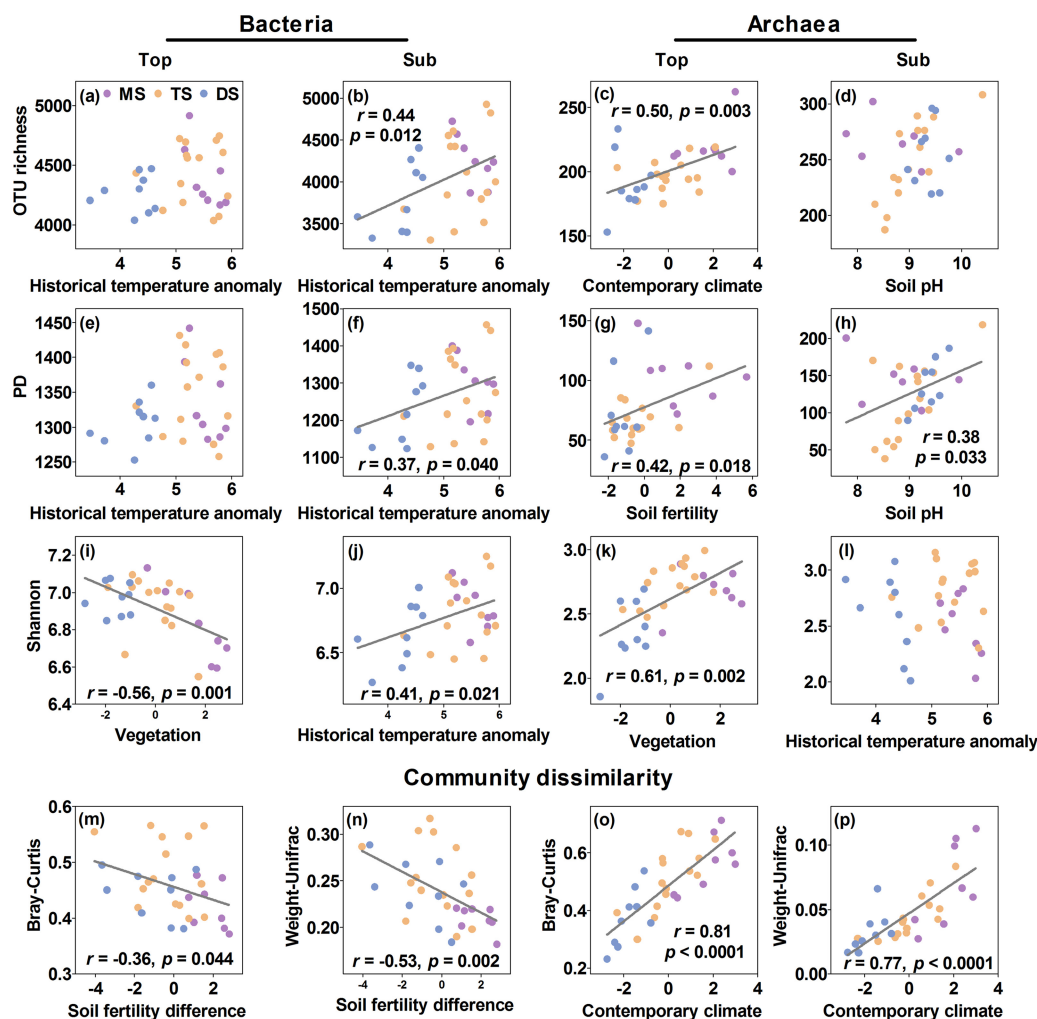 Bacteria
Archaea
Top
Sub
Top
Sub
(a) MS TS DS
OTU richness
5000
4500
4000
4
5
6
Historical temperature anomaly
(b)
r = 0.44
p = 0.012
5000
4500
4000
3500
4
5
6
Historical temperature anomaly
(c)
r = 0.50, p = 0.003
250
200
150
-2
0
2
4
Contemporary climate
(d)
300
250
200
8
9
10
Soil pH
(e)
PD
1450
1400
1350
1300
1250
4
5
6
Historical temperature anomaly
(f)
1500
1400
1300
1200
1100
r = 0.37, p = 0.040
4
5
6
Historical temperature anomaly
(g)
150
100
50
r = 0.42, p = 0.018
-2
0
2
4
6
Soil fertility
(h)
200
150
100
50
r = 0.38
p = 0.033
8
9
10
Soil pH
(i)
Shannon
7.2
7.0
6.8
6.6
6.4
r = -0.56, p = 0.001
-2
0
2
Vegetation
(j)
7.0
6.5
r = 0.41, p = 0.021
4
5
6
Historical temperature anomaly
(k)
3.0
2.5
2.0
r = 0.61, p = 0.002
-2
0
2
4
Vegetation
(l)
3.0
2.5
2.0
4
5
6
Historical temperature anomaly
Community dissimilarity
(m)
Bray-Curtis
0.6
0.5
0.4
0.3
r = -0.36, p = 0.044
-4
-2
0
2
Soil fertility difference
(n)
Weight-Unifrac
0.30
0.20
r = -0.53, p = 0.002
-4
-2
0
2
Soil fertility difference
(o)
Bray-Curtis
0.6
0.4
0.2
r = 0.81
p < 0.0001
-2
0
2
4
Contemporary climate
(p)
Weight-Unifrac
0.10
0.05
0.00
r = 0.77, p < 0.0001
-2
0
2
4
Contemporary climate